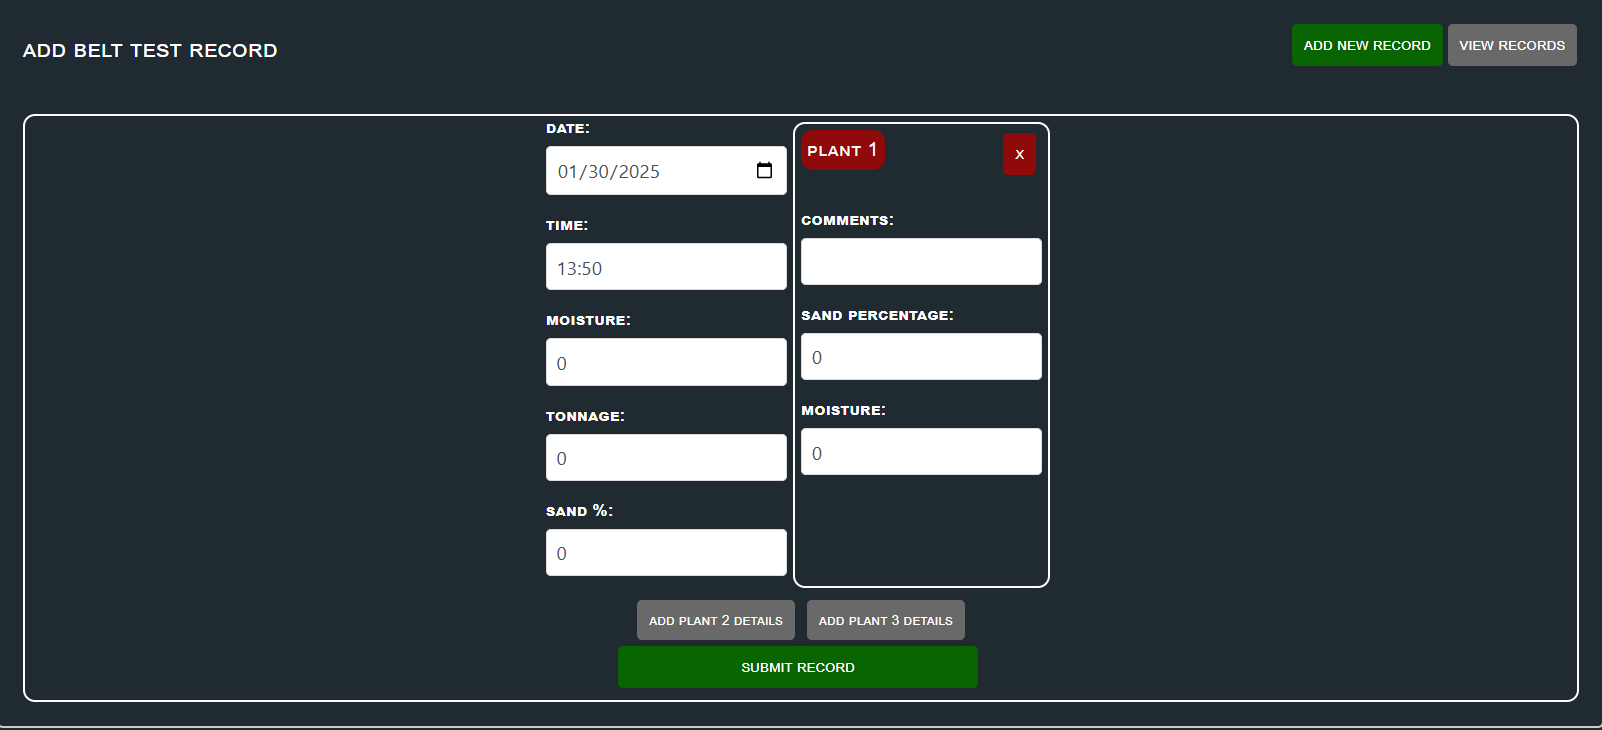 ADD BELT TEST RECORD
ADD NEW RECORD
VIEW RECORDS
DATE:
01/30/2025
TIME:
13:50
MOISTURE:
0
TONNAGE:
0
SAND %:
0
PLANT 1
X
COMMENTS:
SAND PERCENTAGE:
0
MOISTURE:
0
ADD PLANT 2 DETAILS
ADD PLANT 3 DETAILS
SUBMIT RECORD